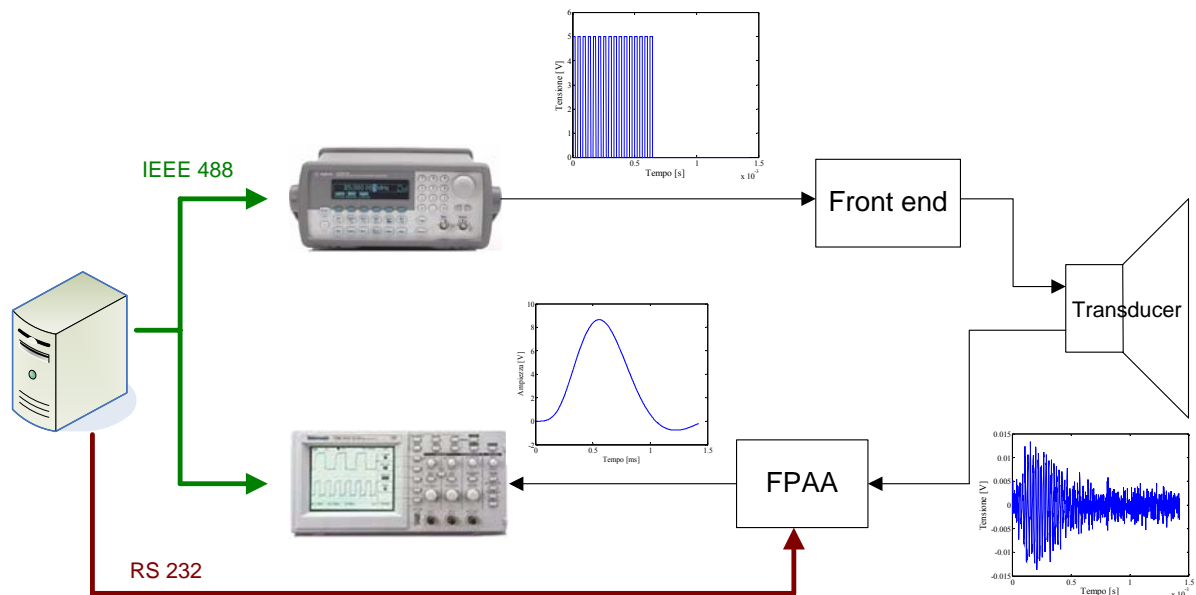 6
5
4
3
2
1
0
0
0.5
1
1.5
Tensione [V]
Tempo [s]
x 10
IEEE 488
Front end
Transducer
10
8
6
4
2
0
-2
0
0.5
1
1.5
Ampiezza [V]
Tempo [ms]
FPAA
0.015
0.01
0.005
0
-0.005
-0.01
-0.015
0
0.5
1
1.5
Tensione [V]
Tempo [s]
RS 232